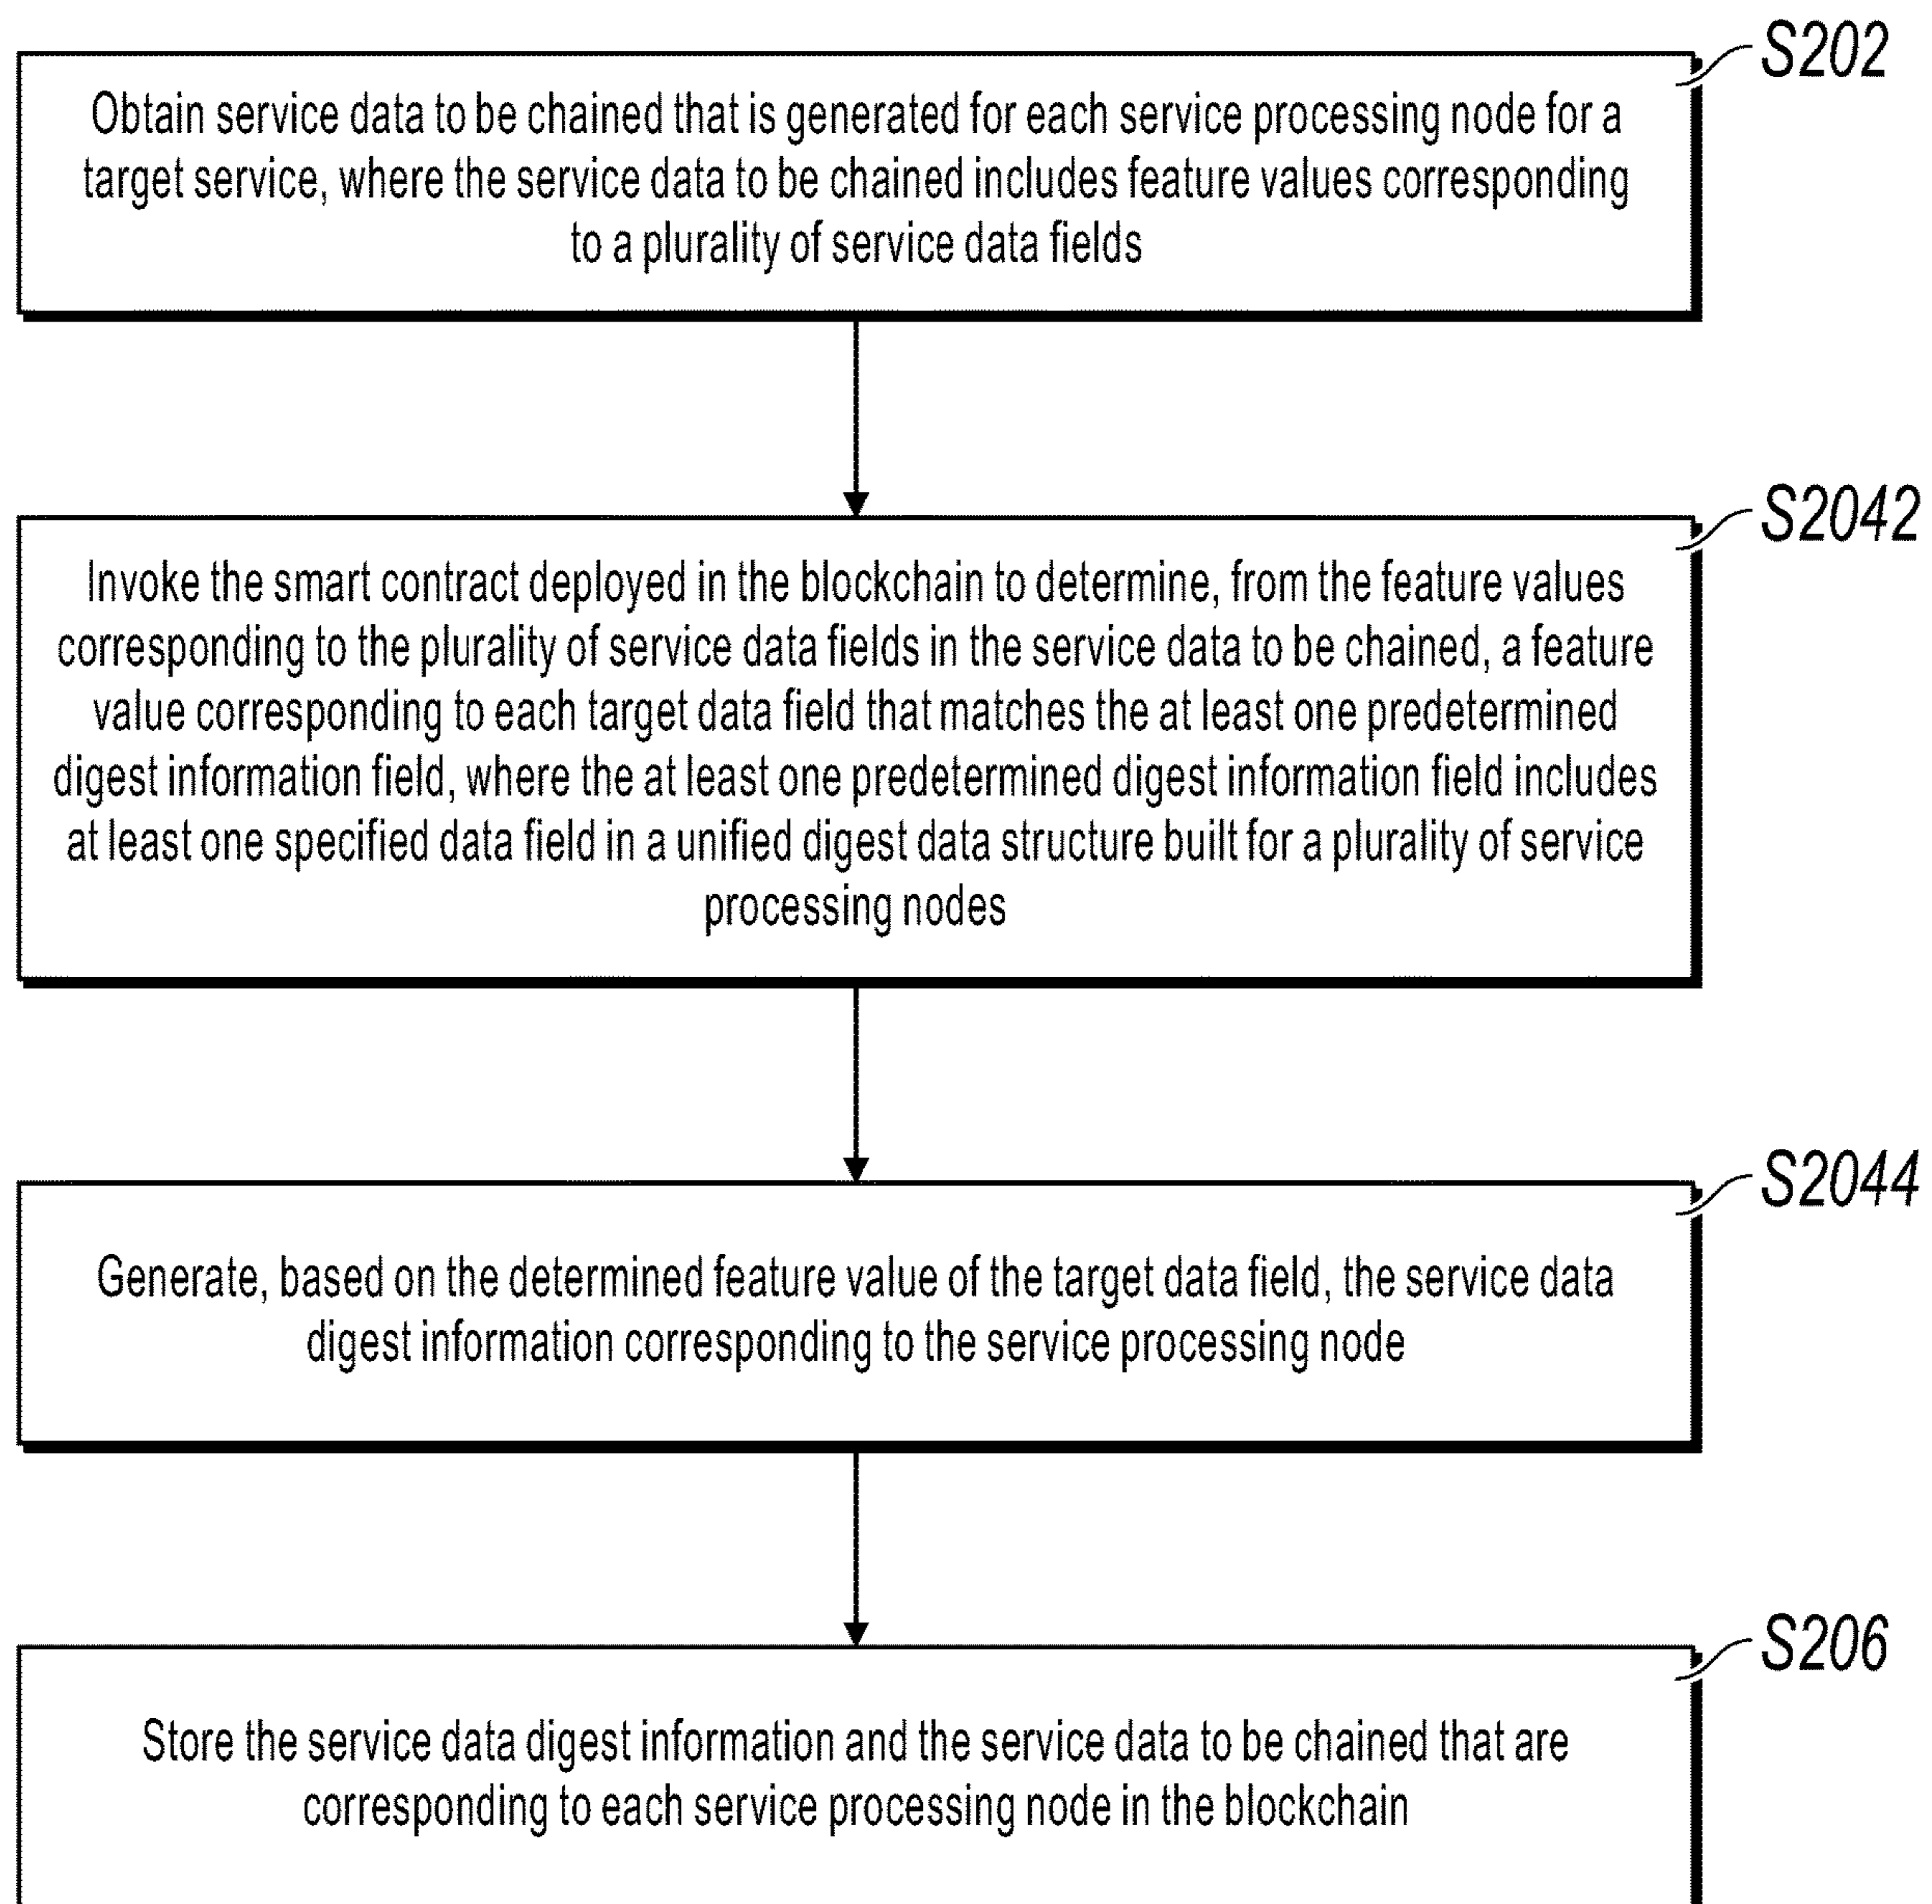 S202
Obtain service data to be chained that is generated for each service processing node for a
target service, where the service data to be chained includes feature values corresponding
to a plurality of service data fields
S2042
Invoke the smart contract deployed in the blockchain to determine, from the feature values
corresponding to the plurality of service data fields in the service data to be chained, a feature
value corresponding to each target data field that matches the at least one predetermined
digest information field, where the at least one predetermined digest information field includes
at least one specified data field in a unified digest data structure built for a plurality of service
processing nodes
S2044
Generate, based on the determined feature value of the target data field, the service data
digest information corresponding to the service processing node
S206
Store the service data digest information and the service data to be chained that are
corresponding to each service processing node in the blockchain